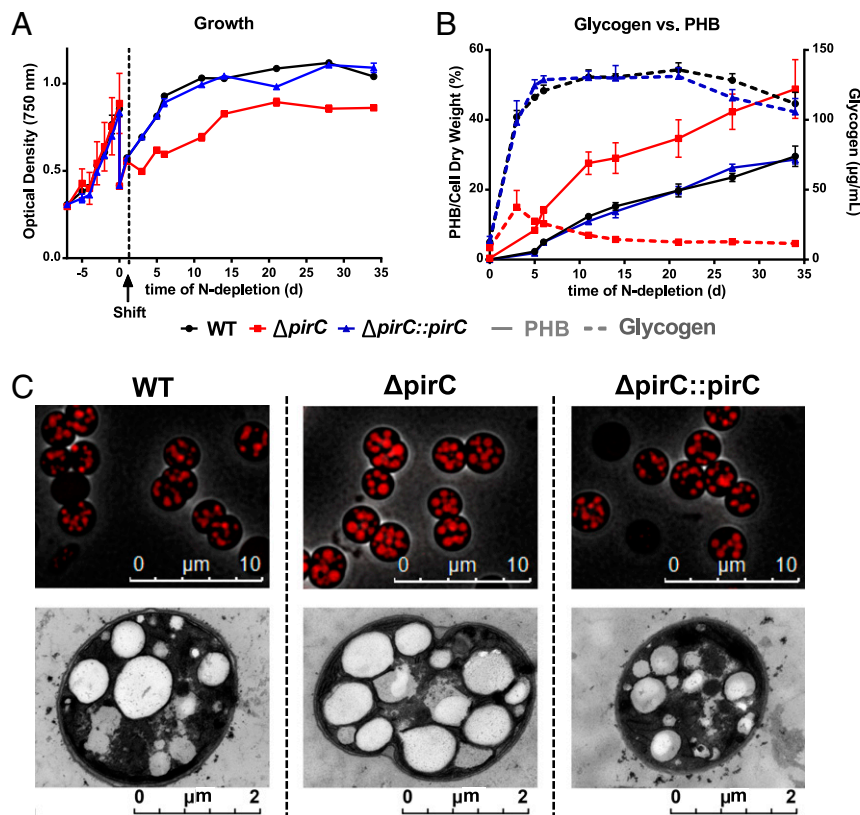 A
Growth
Optical Density (750 nm)
1.0
0.5
0.0
-5 0 5 10 15 20 25 30 35
time of N-depletion (d)
Shift
B
Glycogen vs. PHB
PHB/Cell Dry Weight (%)
60
40
20
0
150
100
50
0
Glycogen (µg/mL)
0 5 10 15 20 25 30 35
time of N-depletion (d)
WT ΔpirC ΔpirC::pirC PHB Glycogen
C
WT ΔpirC ΔpirC::pirC
0 µm 10
0 µm 10
0 µm 10
0 µm 2
0 µm 2
0 µm 2